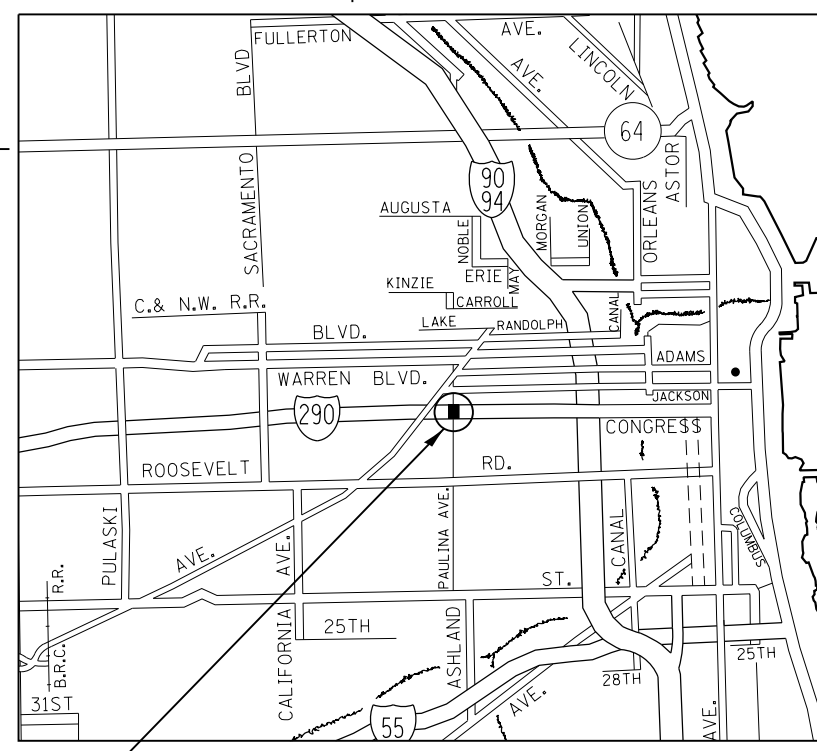 FULLERTON
AVE.
BLVD
AVE.
LINCOLN
64
90
94
SACRAMENTO
AUGUSTA
NOBLE
ERIE
MAY
MORGAN
UNION
ORLEANS
ASTOR
KINZIE
CARROLL
C.& N.W. R.R.
BLVD.
LAKE
RANDOLPH
CANAL
WARREN BLVD.
ADAMS
JACKSON
290
CONGRESS
ROOSEVELT
RD.
PULASKI
AVE.
AVE.
PAULINA AVE.
CANAL
COLUMBUS
R.R.
ST.
CALIFORNIA
25TH
ASHLAND
B.R.C.
25TH
28TH
31ST
AVE.
55
AVE.